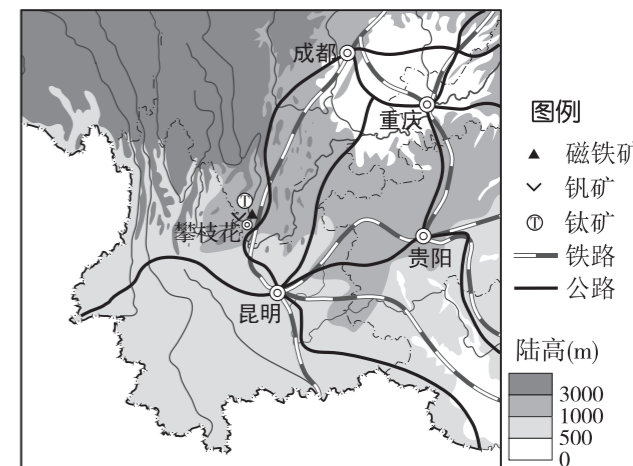 成都
重庆
攀枝花
贵阳
昆明
图例
磁铁矿
钒矿
Ⓣ 钛矿
铁路
公路
陆高(m)
3000
1000
500
0